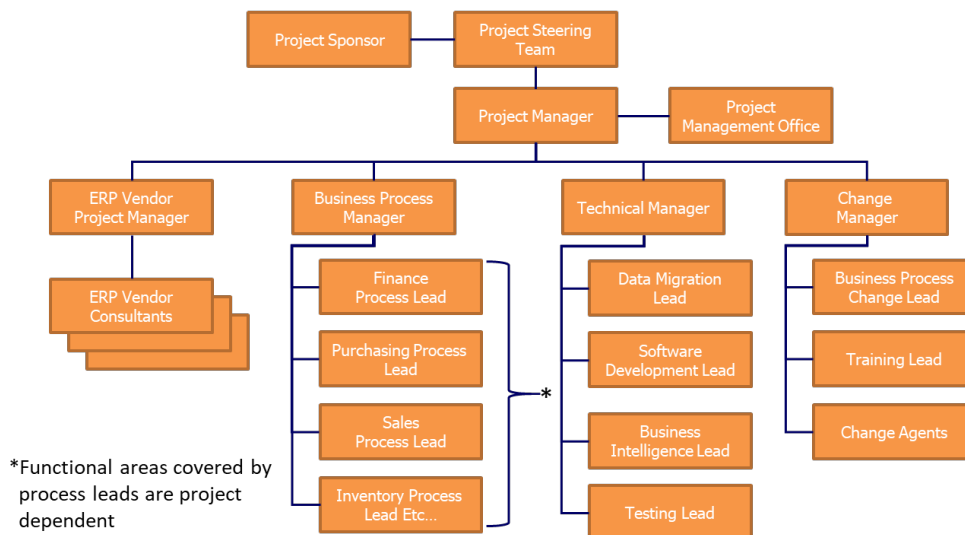 Project Sponsor
Project Steering
Team
Project Manager
Project
Management Office
ERP Vendor
Project Manager
Business Process
Manager
Technical Manager
Change
Manager
ERP Vendor
Consultants
Finance
Process Lead
Purchasing Process
Lead
Sales
Process Lead
Inventory Process
Lead Etc...
*
Data Migration
Lead
Software
Development Lead
Business
Intelligence Lead
Testing Lead
Business Process
Change Lead
Training Lead
Change Agents
*Functional areas covered by
process leads are project
dependent